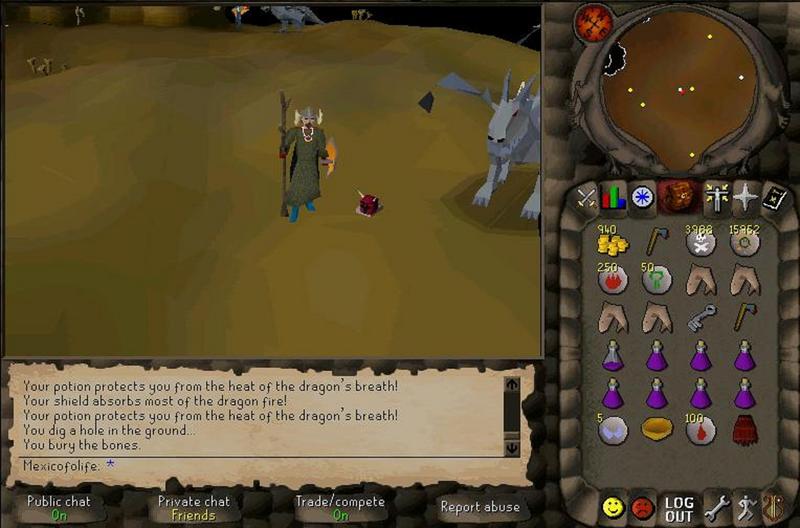 940 3988 15952
250 50
5 100
Your potion protects you from the heat of the dragon's breath!
Your shield absorbs most of the dragon fire!
Your potion protects you from the heat of the dragon's breath!
You dig a hole in the ground...
You bury the bones.
Mexicofolife: *
Public chat Private chat Trade/compete Report abuse
On Friends On
LOG
OUT